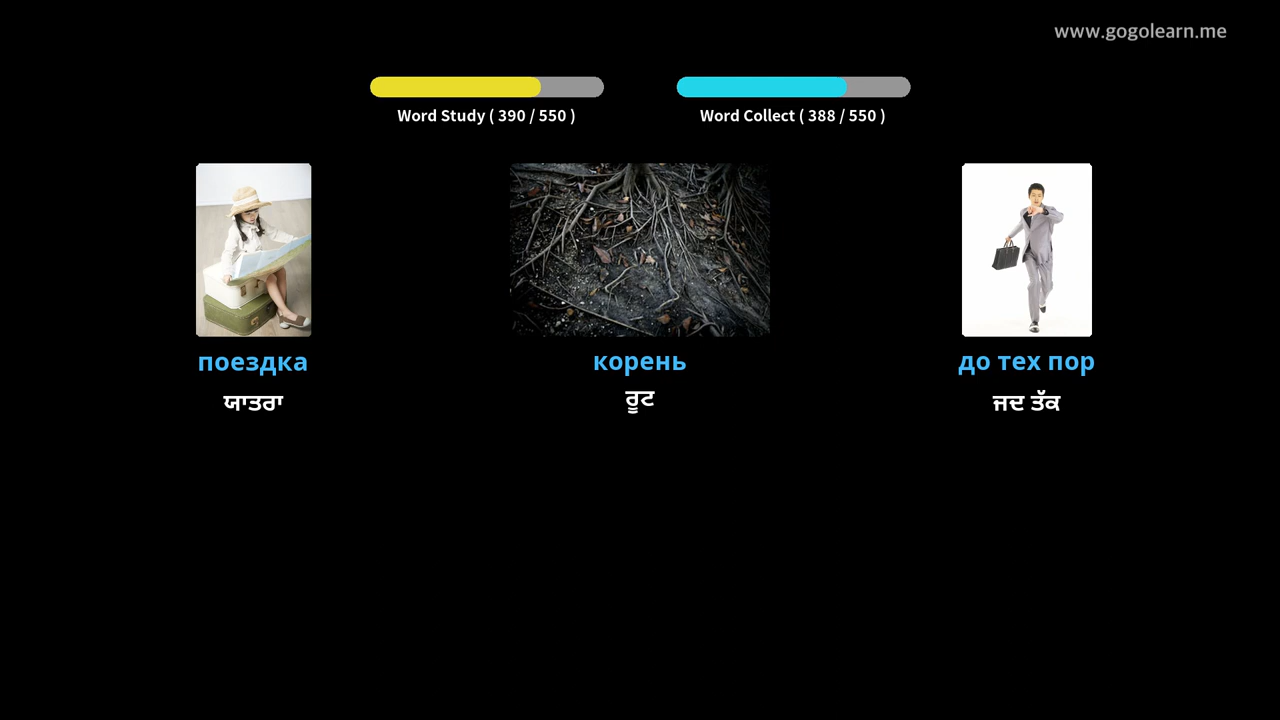 www.gogolearn.me
Word Study ( 390 / 550 )
Word Collect ( 388 / 550 )
поездка
корень
до тех пор
ਯਾਤਰਾ
ਰੂਟ
ਜਦ ਤੱਕ